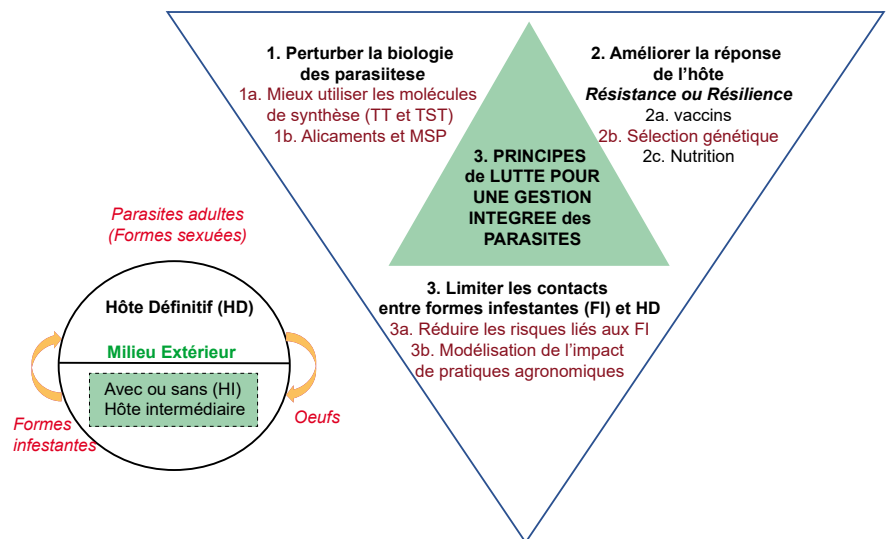 1. Perturber la biologie
des parasiitese
1a. Mieux utiliser les molécules
de synthèse (TT et TST)
1b. Alicaments et MSP
2. Améliorer la réponse
de l’hôte
Résistance ou Résilience
2a. vaccins
2b. Sélection génétique
2c. Nutrition
3. PRINCIPES
de LUTTE POUR
UNE GESTION
INTEGREE des
PARASITES
3. Limiter les contacts
entre formes infestantes (FI) et HD
3a. Réduire les risques liés aux FI
3b. Modélisation de l’impact
de pratiques agronomiques
Parasites adultes
(Formes sexuées)
Hôte Définitif (HD)
Milieu Extérieur
Avec ou sans (HI)
Hôte intermédiaire
Formes
infestantes
Oeufs